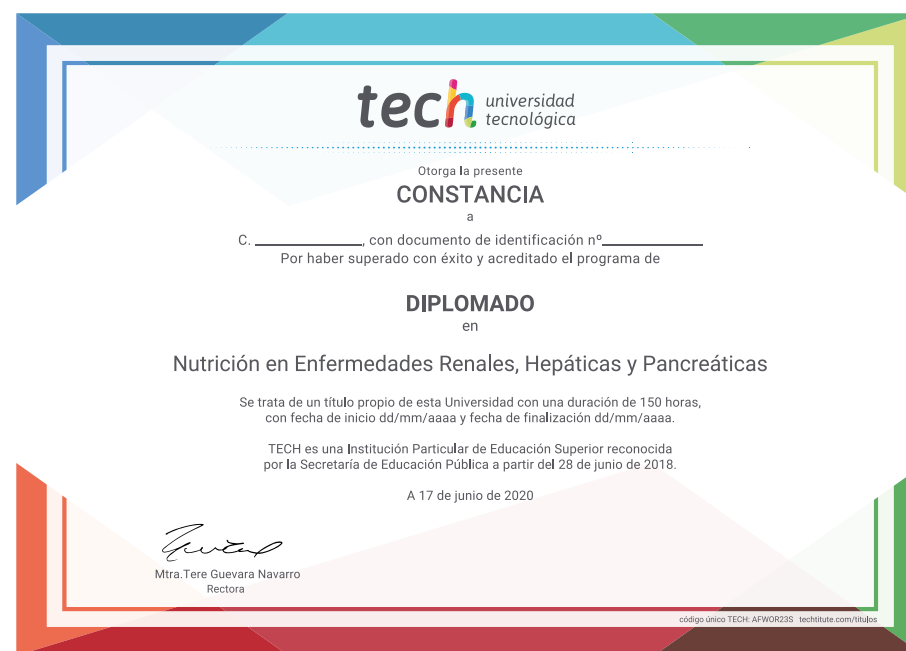 tech universidad
tecnológica
Otorga la presente
CONSTANCIA
a
C. ______________, con documento de identificación nº_____________
Por haber superado con éxito y acreditado el programa de
DIPLOMADO
en
Nutrición en Enfermedades Renales, Hepáticas y Pancreáticas
Se trata de un título propio de esta Universidad con una duración de 150 horas,
con fecha de inicio dd/mm/aaaa y fecha de finalización dd/mm/aaaa.
TECH es una Institución Particular de Educación Superior reconocida
por la Secretaría de Educación Pública a partir del 28 de junio de 2018.
A 17 de junio de 2020
Mtra.Tere Guevara Navarro
Rectora
código único TECH: AFWOR23S techtitute.com/titulos